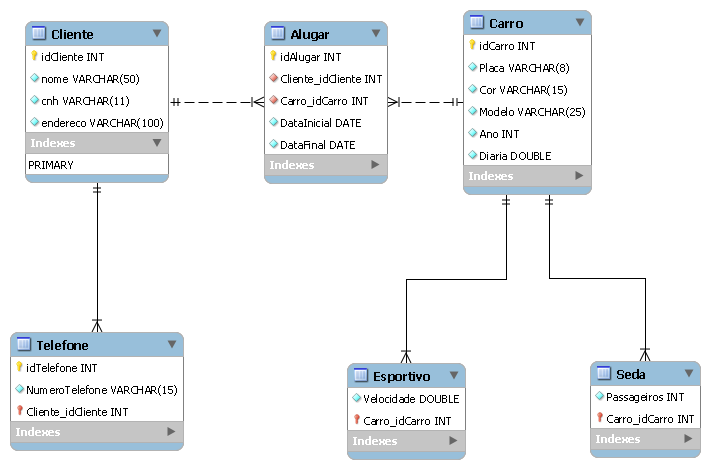 Cliente
idCliente INT
nome VARCHAR(50)
cnh VARCHAR(11)
endereco VARCHAR(100)
Indexes
PRIMARY
Alugar
idAlugar INT
Cliente_idCliente INT
Carro_idCarro INT
DataInicial DATE
DataFinal DATE
Indexes
Carro
idCarro INT
Placa VARCHAR(8)
Cor VARCHAR(15)
Modelo VARCHAR(25)
Ano INT
Diaria DOUBLE
Indexes
Telefone
idTelefone INT
NumeroTelefone VARCHAR(15)
Cliente_idCliente INT
Indexes
Esportivo
Velocidade DOUBLE
Carro_idCarro INT
Indexes
Seda
Passageiros INT
Carro_idCarro INT
Indexes